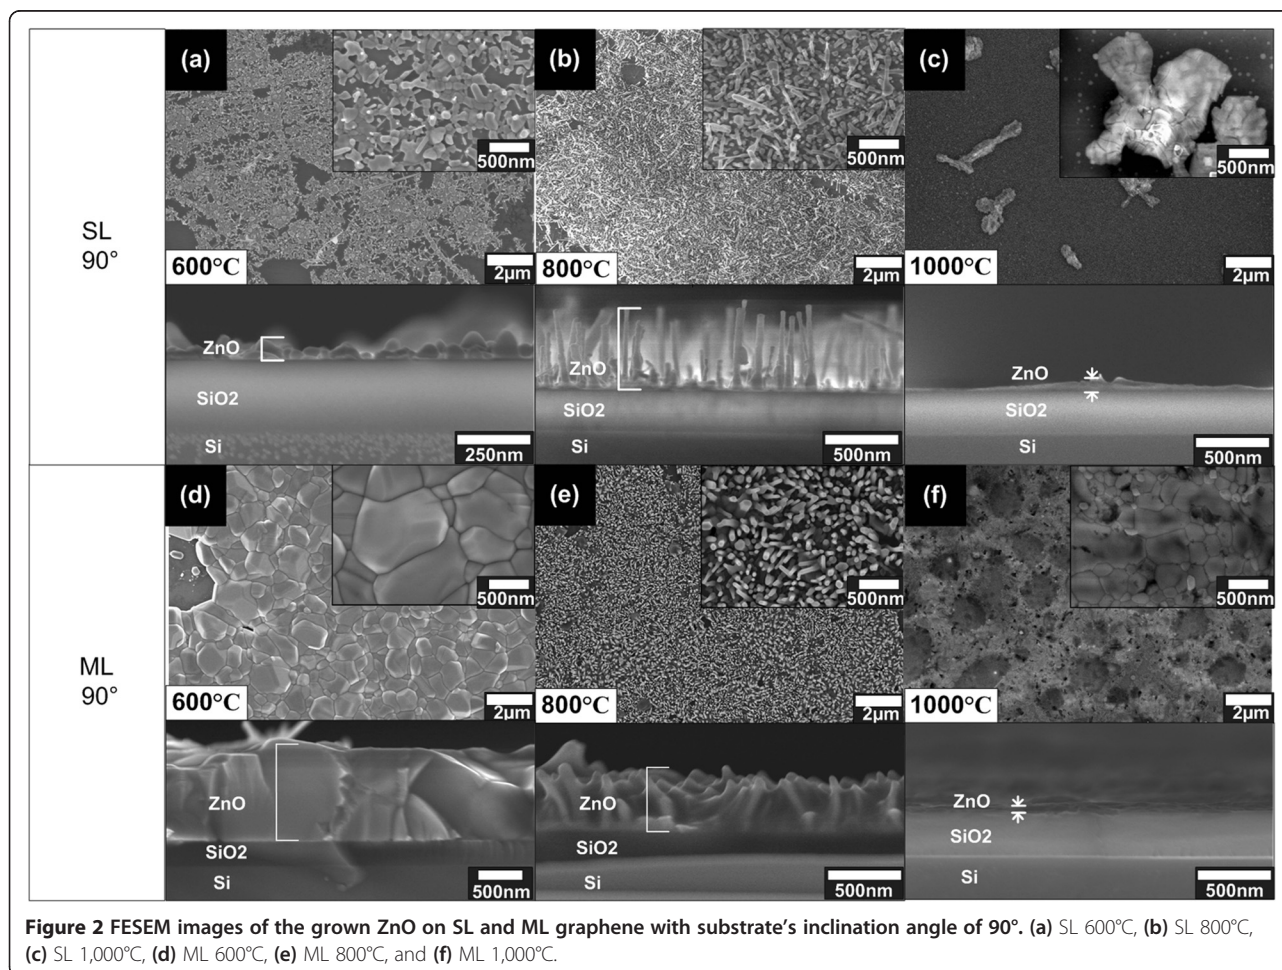 SL
90°
(a)
500nm
600°C
2µm
(b)
500nm
800°C
2µm
(c)
500nm
1000°C
2µm
ZnO
SiO2
Si
250nm
ZnO
SiO2
Si
500nm
ZnO
SiO2
Si
500nm
ML
90°
(d)
500nm
600°C
2µm
(e)
500nm
800°C
2µm
(f)
500nm
1000°C
2µm
ZnO
SiO2
Si
500nm
ZnO
SiO2
Si
500nm
ZnO
SiO2
Si
500nm
Figure 2 FESEM images of the grown ZnO on SL and ML graphene with substrate's inclination angle of 90°. (a) SL 600°C, (b) SL 800°C,
(c) SL 1,000°C, (d) ML 600°C, (e) ML 800°C, and (f) ML 1,000°C.